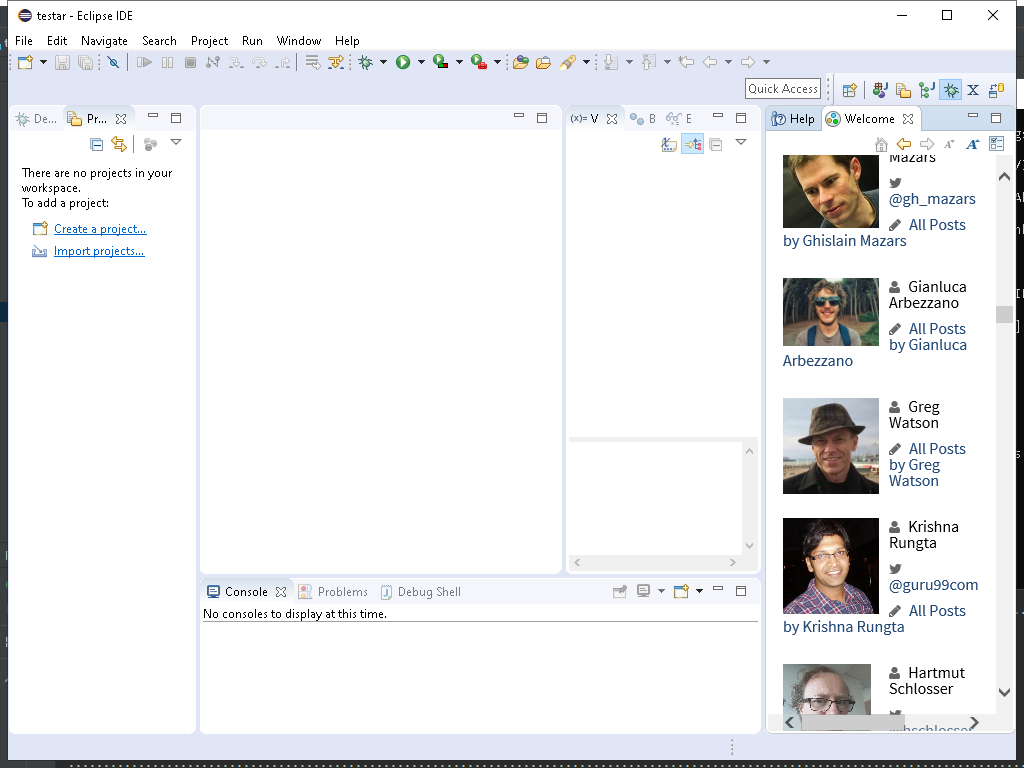 testar - Eclipse IDE
File Edit Navigate Search Project Run Window Help
Quick Access
De... Pr...
There are no projects in your
workspace.
To add a project:
Create a project...
Import projects...
(x)= V B E
Help Welcome
Mazars
@gh_mazars
All Posts
by Ghislain Mazars
Gianluca
Arbezzano
All Posts
by Gianluca
Arbezzano
Greg
Watson
All Posts
by Greg
Watson
Krishna
Rungta
@guru99com
All Posts
by Krishna Rungta
Hartmut
Schlosser
Console Problems Debug Shell
No consoles to display at this time.